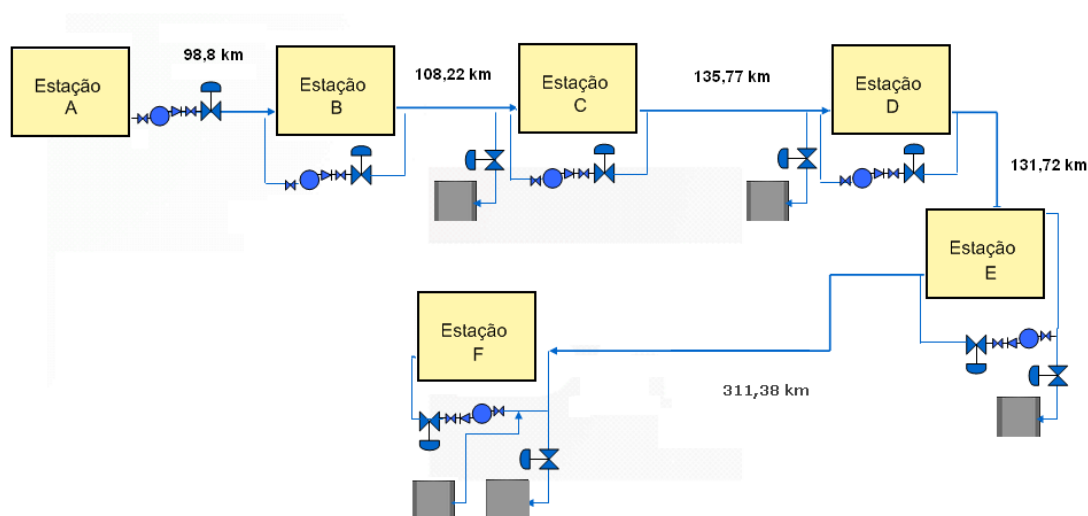 98,8 km
Estação
A
Estação
B
108,22 km
Estação
C
135,77 km
Estação
D
131,72 km
Estação
E
Estação
F
311,38 km